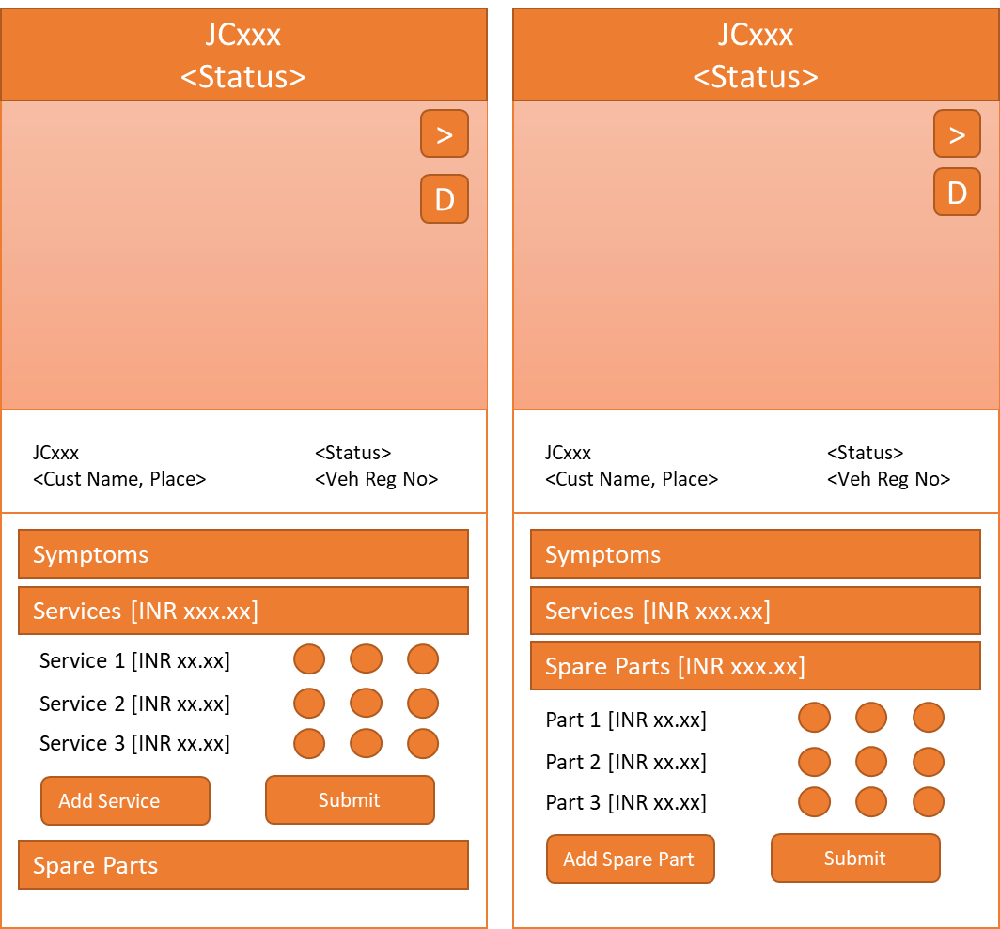 JCxxx
<Status>
>
D
JCxxx <Status>
<Cust Name, Place> <Veh Reg No>
Symptoms
Services [INR xxx.xx]
Service 1 [INR xx.xx]
Service 2 [INR xx.xx]
Service 3 [INR xx.xx]
Add Service Submit
Spare Parts
JCxxx
<Status>
>
D
JCxxx <Status>
<Cust Name, Place> <Veh Reg No>
Symptoms
Services [INR xxx.xx]
Spare Parts [INR xxx.xx]
Part 1 [INR xx.xx]
Part 2 [INR xx.xx]
Part 3 [INR xx.xx]
Add Spare Part Submit